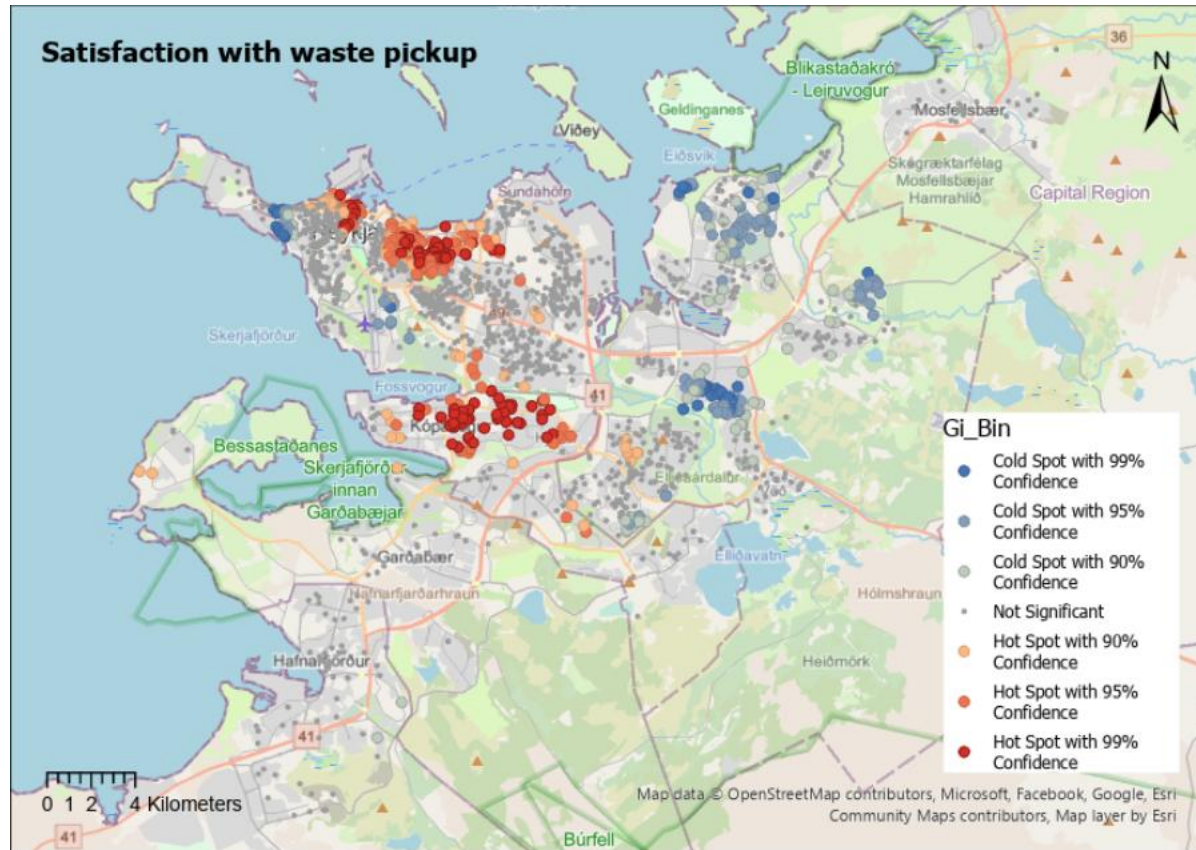 Satisfaction with waste pickup
36
N
Blikastaðakró
- Leiruvogur
Geldinganes
Mosfellsbær
Viðey
Eiðsvík
Skógræktarfélag
Mosfellsbæjar
Hamrahlíð
Capital Region
Sundahöfn
Skerjafjörður
49
Fossvogur
41
Bessastaðanes
Skerjafjörður
innan
Garðabæjar
Garðabær
Elliðavatn
Hafnarfjarðarhraun
Hólmshraun
Hafnarfjörður
Heiðmörk
41
41
Búrfell
Gi_Bin
Cold Spot with 99%
Confidence
Cold Spot with 95%
Confidence
Cold Spot with 90%
Confidence
Not Significant
Hot Spot with 90%
Confidence
Hot Spot with 95%
Confidence
Hot Spot with 99%
Confidence
0 1 2 4 Kilometers
Map data © OpenStreetMap contributors, Microsoft, Facebook, Google, Esri
Community Maps contributors, Map layer by Esri